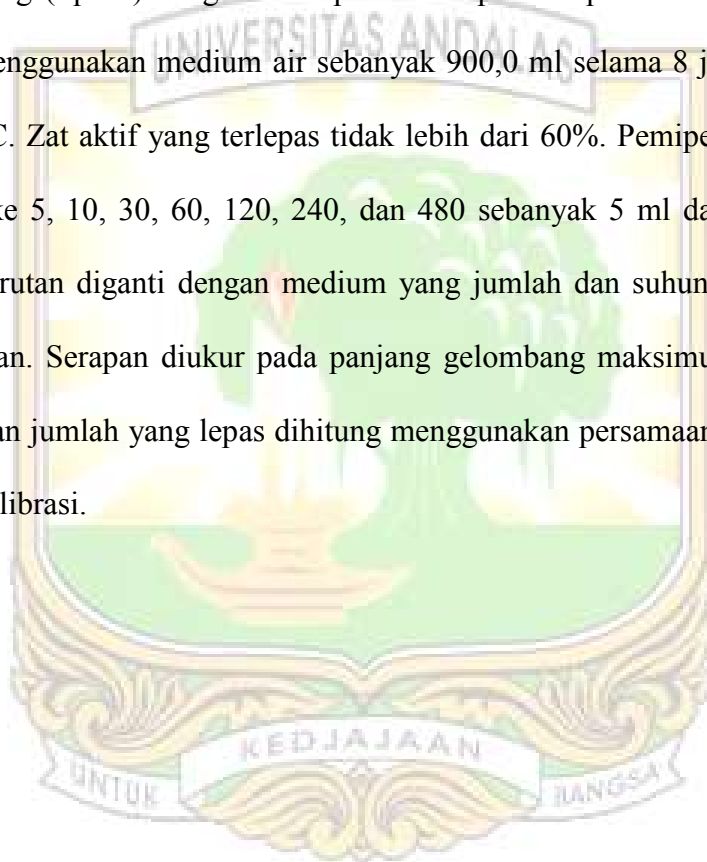 UNIVERSITAS ANDALAS
enggunakan medium air sebanyak 900,0 ml selama 8 j
C. Zat aktif yang terlepas tidak lebih dari 60%. Pemipe
ke 5, 10, 30, 60, 120, 240, dan 480 sebanyak 5 ml da
rutan diganti dengan medium yang jumlah dan suhun
an. Serapan diukur pada panjang gelombang maksimu
an jumlah yang lepas dihitung menggunakan persamaan
librasi.
KEDJAJAAN
UNTUK BANGSA